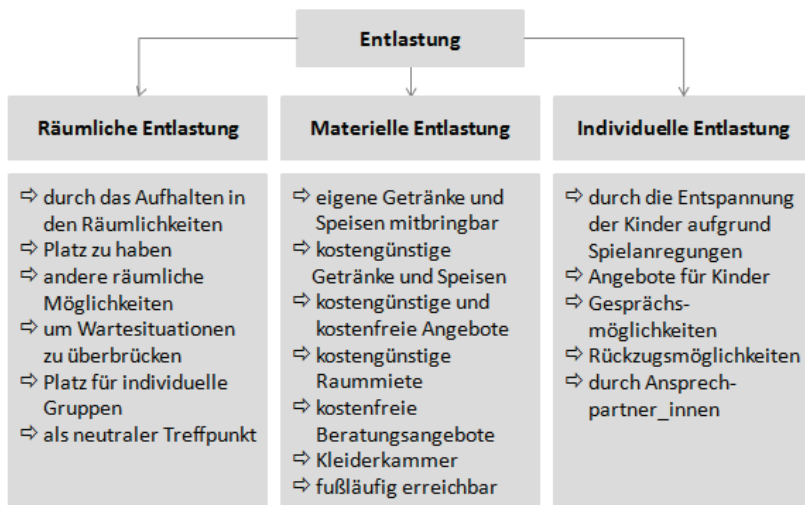 Entlastung
Räumliche Entlastung
⇨ durch das Aufhalten in
den Räumlichkeiten
⇨ Platz zu haben
⇨ andere räumliche
Möglichkeiten
⇨ um Wartesituationen
zu überbrücken
⇨ Platz für individuelle
Gruppen
⇨ als neutraler Treffpunkt
Materielle Entlastung
⇨ eigene Getränke und
Speisen mitbringbar
⇨ kostengünstige
Getränke und Speisen
⇨ kostengünstige und
kostenfreie Angebote
⇨ kostengünstige
Raummiete
⇨ kostenfreie
Beratungsangebote
⇨ Kleiderkammer
⇨ fußläufig erreichbar
Individuelle Entlastung
⇨ durch die Entspannung
der Kinder aufgrund
Spielanregungen
⇨ Angebote für Kinder
⇨ Gesprächs-
möglichkeiten
⇨ Rückzugsmöglichkeiten
⇨ durch Ansprech-
partner_innen